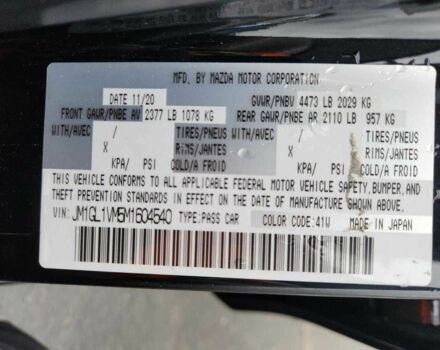 MFD. BY MAZDA MOTOR CORPORATION
DATE 11/20 GVWR/PNBV 4473 LB 2029 KG
FRONT GAWR/PNBE AV 2377 LB 1078 KG REAR GAWR/PNBE AR 2110 LB 957 KG
WITH/AVEC / TIRES/PNEUS WITH/AVEC / TIRES/PNEUS
X RIMS/JANTES X RIMS/JANTES
KPA/ PSI COLD/A FROID KPA/ PSI COLD/A FROID
THIS VEHICLE CONFORMS TO ALL APPLICABLE FEDERAL MOTOR VEHICLE SAFETY, BUMPER, AND
THEFT PREVENTION STANDARDS IN EFFECT ON THE DATE OF MANUFACTURE SHOWN ABOVE.
VIN: JM1GL1VM5M1604540 TYPE: PASS CAR COLOR CODE: 41W MADE IN JAPAN